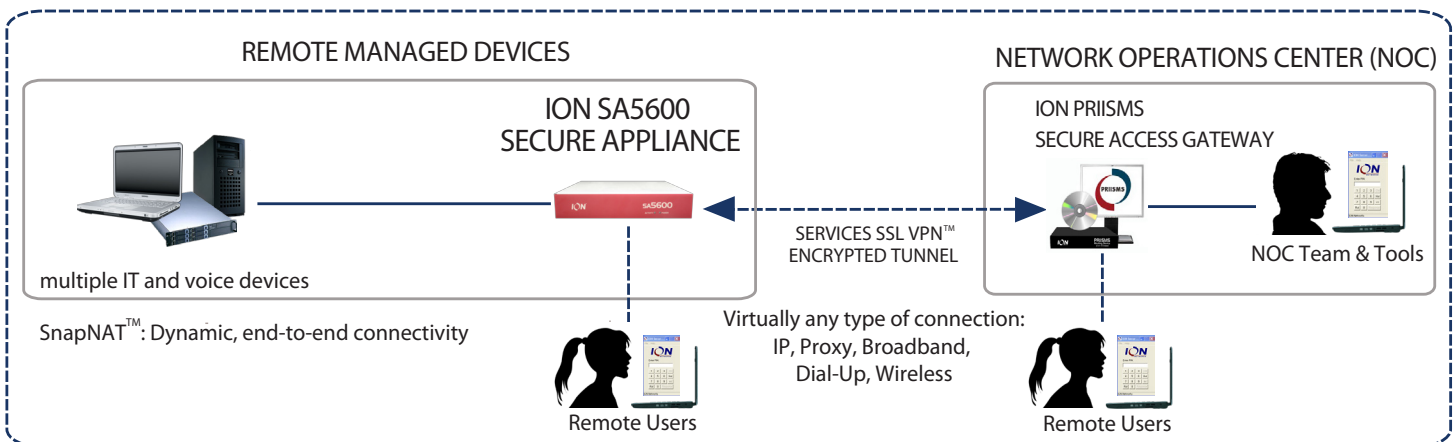 REMOTE MANAGED DEVICES
ION SA5600
SECURE APPLIANCE
ION
SA5600
multiple IT and voice devices
SnapNAT™: Dynamic, end-to-end connectivity
ION
Remote Users
SERVICES SSL VPN™
ENCRYPTED TUNNEL
Virtually any type of connection:
IP, Proxy, Broadband,
Dial-Up, Wireless
NETWORK OPERATIONS CENTER (NOC)
ION PRIISMS
SECURE ACCESS GATEWAY
PRIISMS
ION
PRIISMS
ION
NOC Team & Tools
ION
Remote Users